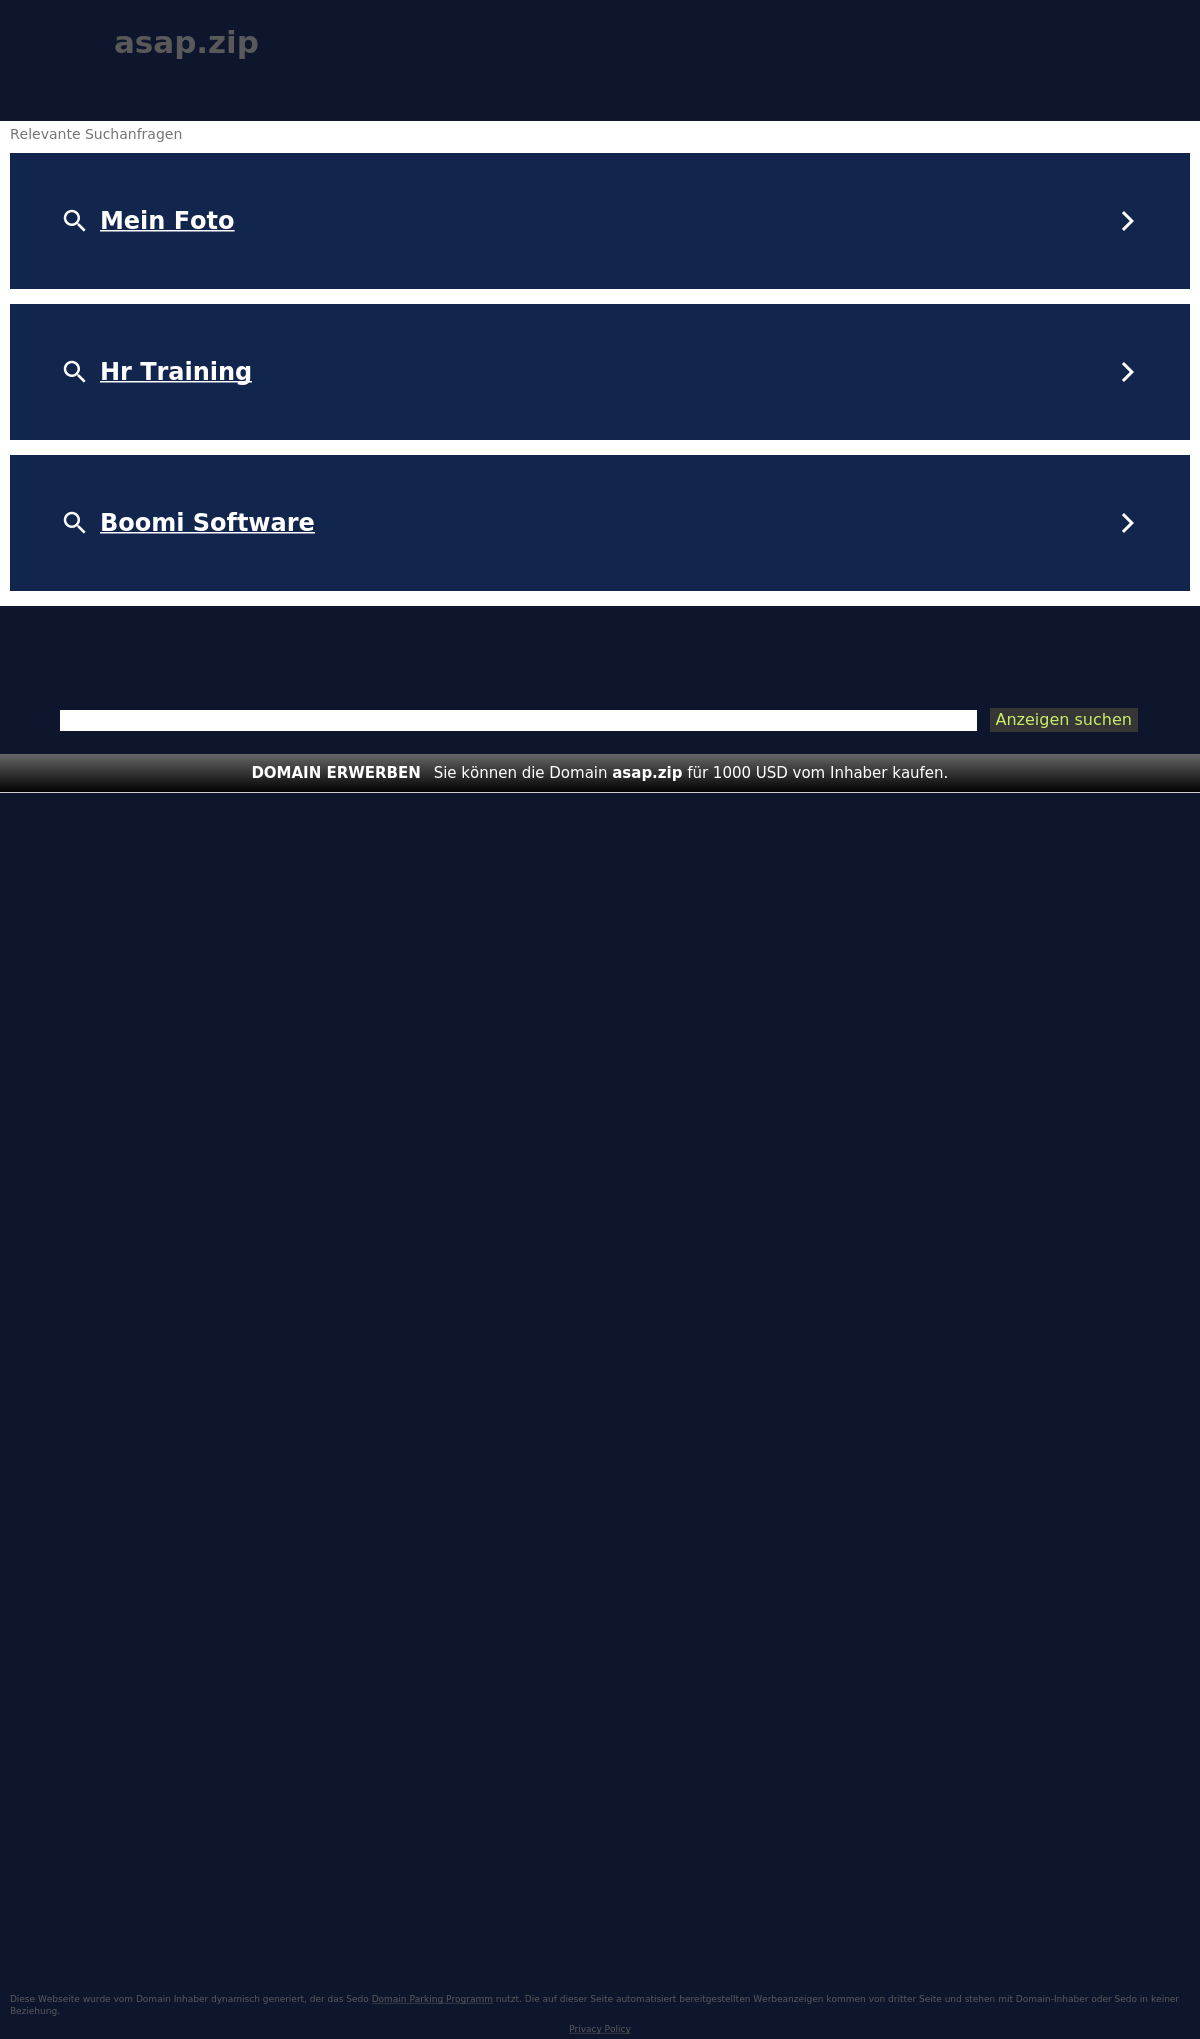 asap.zip
Relevante Suchanfragen
Mein Foto
Hr Training
Boomi Software
Anzeigen suchen
DOMAIN ERWERBEN Sie können die Domain asap.zip für 1000 USD vom Inhaber kaufen.
Diese Webseite wurde vom Domain Inhaber dynamisch generiert, der das Sedo Domain Parking Programm nutzt. Die auf dieser Seite automatisiert bereitgestellten Werbeanzeigen kommen von dritter Seite und stehen mit Domain-Inhaber oder Sedo in keiner
Beziehung.
Privacy Policy